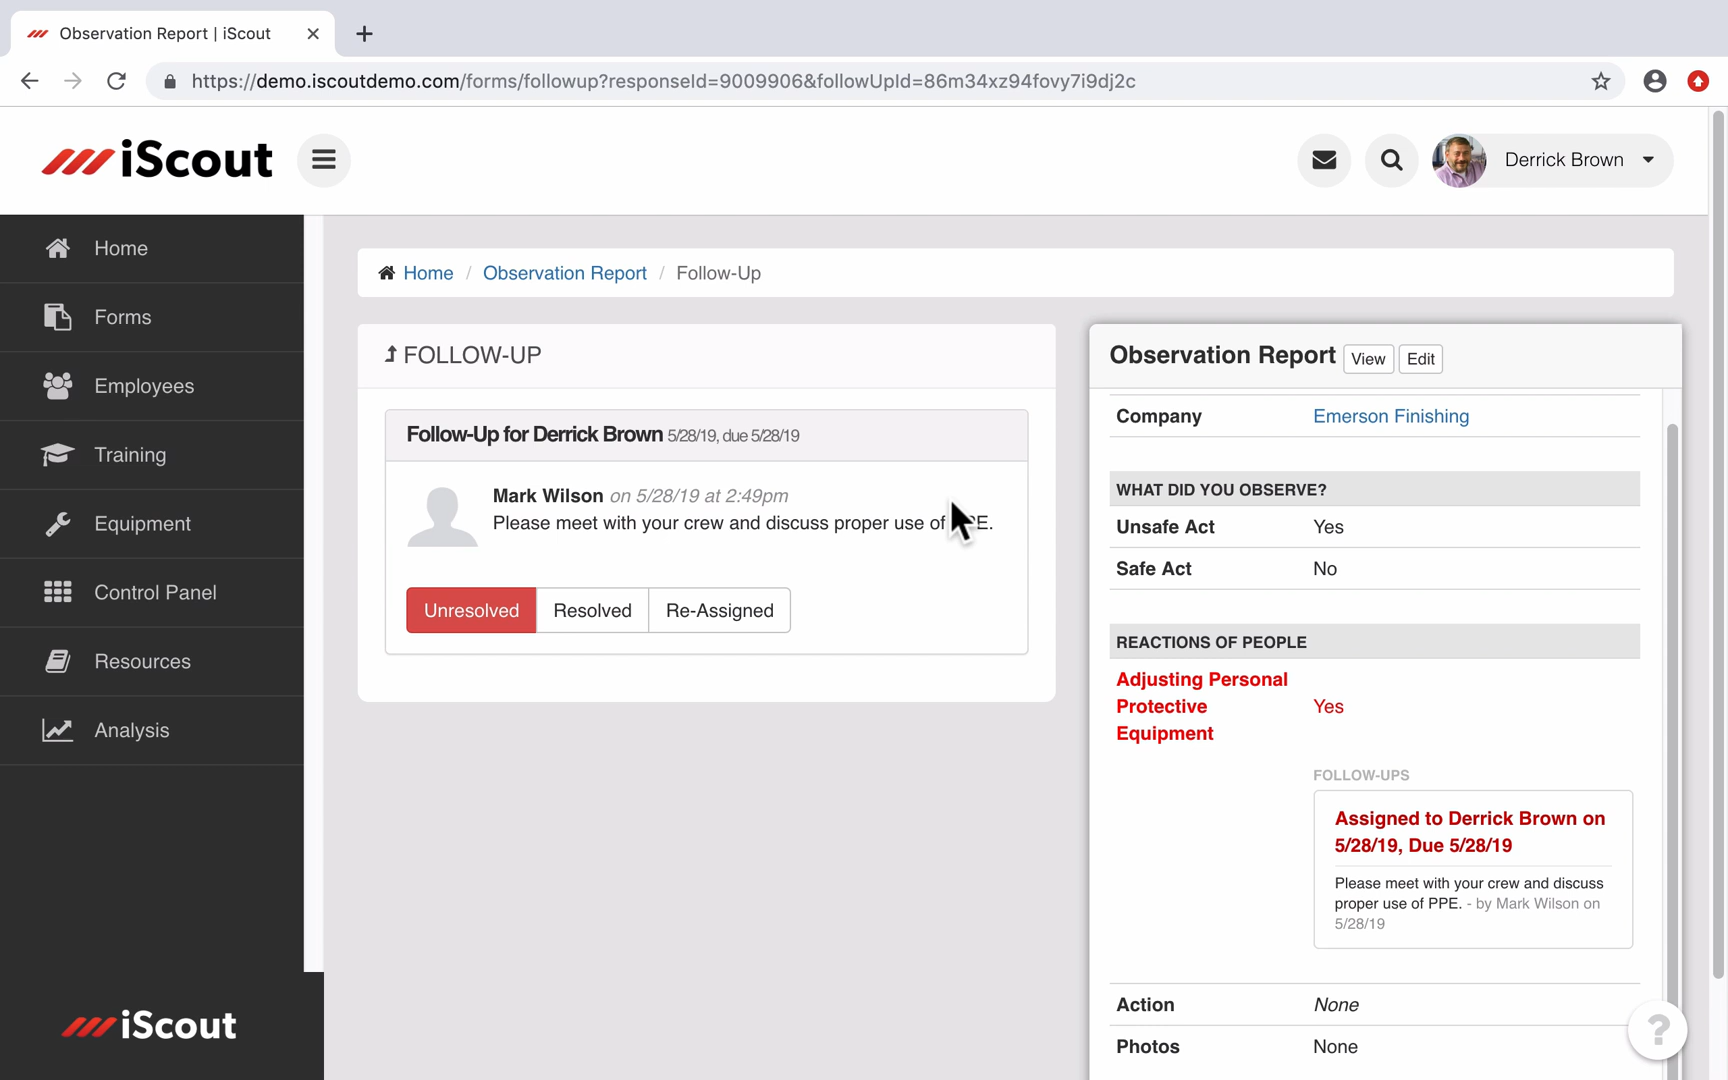 Observation Report | iScout
https://demo.iscoutdemo.com/forms/followup?responseId=9009906&followUpId=86m34xz94fovy7i9dj2c
iScout
Derrick Brown
Home
Forms
Employees
Training
Equipment
Control Panel
Resources
Analysis
iScout
Home / Observation Report / Follow-Up
FOLLOW-UP
Follow-Up for Derrick Brown 5/28/19, due 5/28/19
Mark Wilson on 5/28/19 at 2:49pm
Please meet with your crew and discuss proper use of PPE.
Unresolved Resolved Re-Assigned
Observation Report View Edit
Company Emerson Finishing
WHAT DID YOU OBSERVE?
Unsafe Act Yes
Safe Act No
REACTIONS OF PEOPLE
Adjusting Personal
Protective Yes
Equipment
FOLLOW-UPS
Assigned to Derrick Brown on
5/28/19, Due 5/28/19
Please meet with your crew and discuss
proper use of PPE. - by Mark Wilson on
5/28/19
Action None
Photos None
?